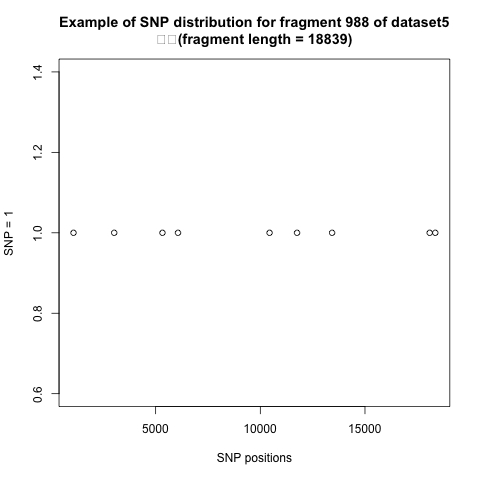 Example of SNP distribution for fragment 988 of dataset5
(fragment length = 18839)
1.4
1.2
1.0
0.8
0.6
SNP = 1
5000 10000 15000
SNP positions